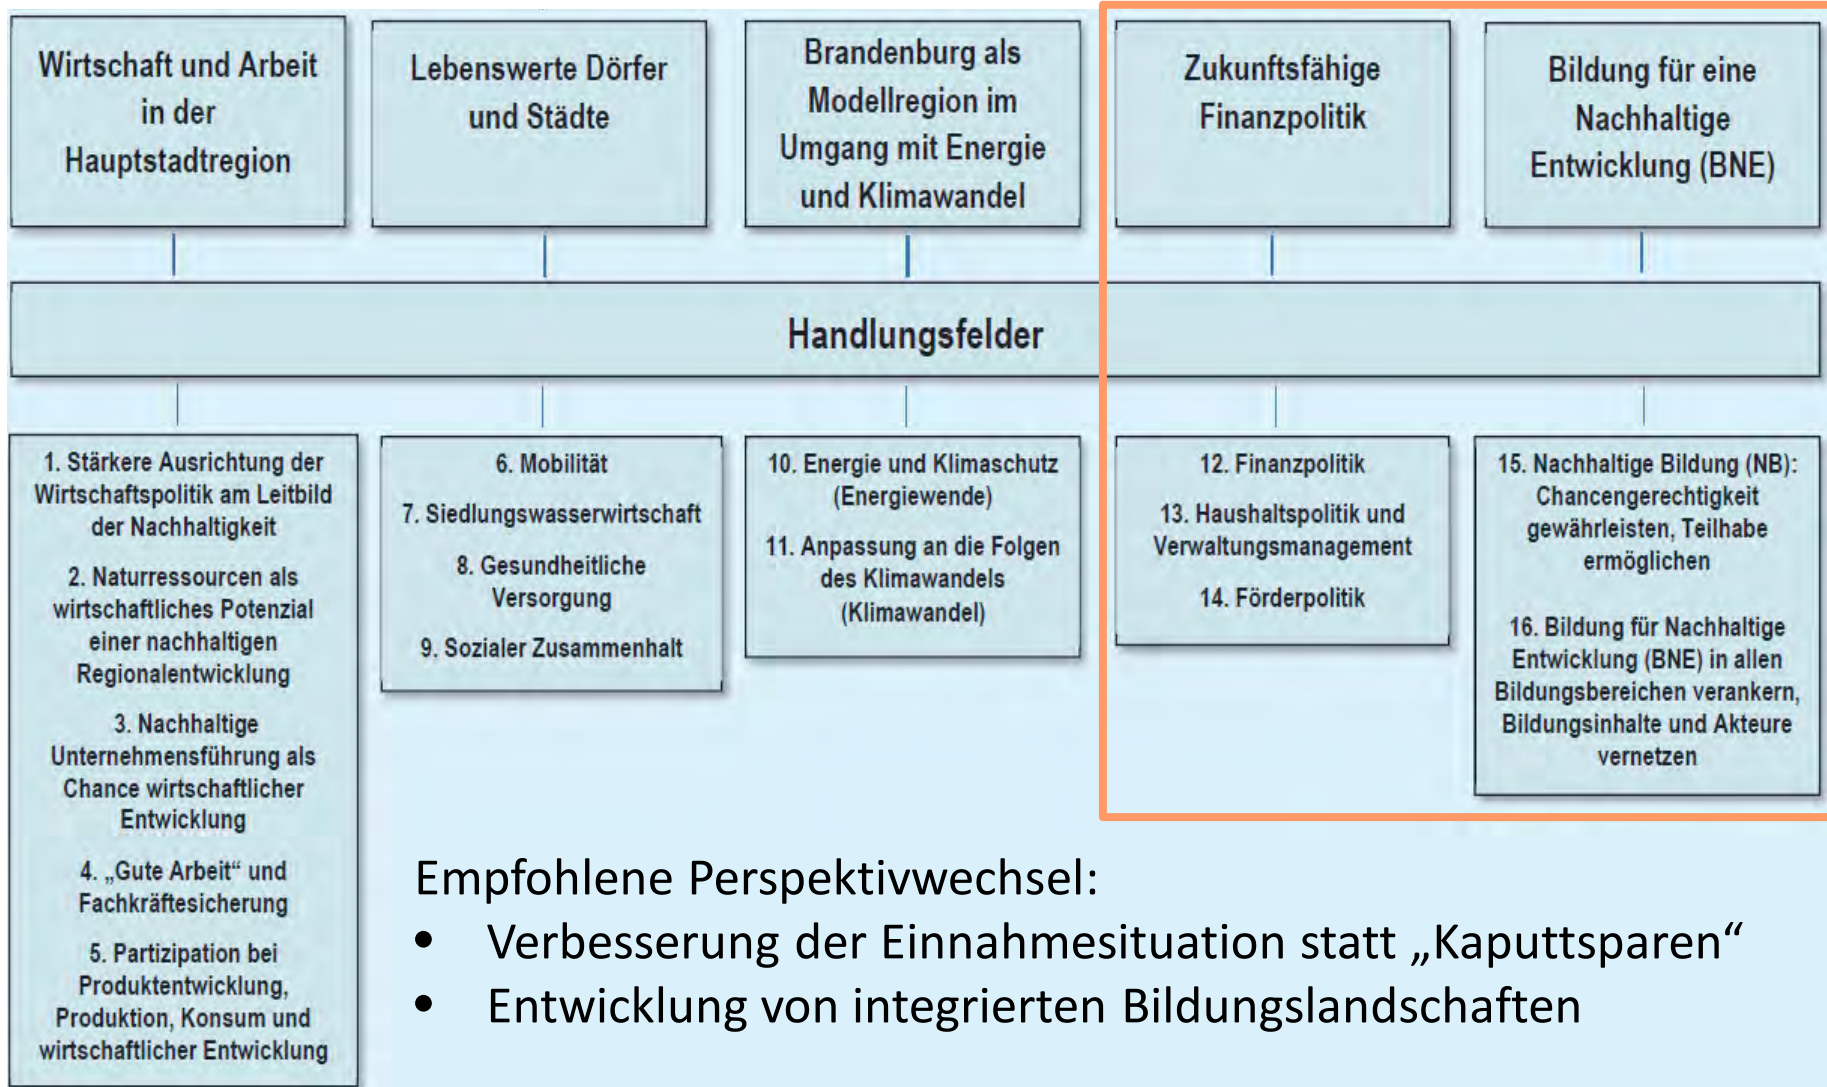 Wirtschaft und Arbeit
in der
Hauptstadtregion
Lebenswerte Dörfer
und Städte
Brandenburg als
Modellregion im
Umgang mit Energie
und Klimawandel
Zukunftsfähige
Finanzpolitik
Bildung für eine
Nachhaltige
Entwicklung (BNE)
Handlungsfelder
1. Stärkere Ausrichtung der
Wirtschaftspolitik am Leitbild
der Nachhaltigkeit
2. Naturressourcen als
wirtschaftliches Potenzial
einer nachhaltigen
Regionalentwicklung
3. Nachhaltige
Unternehmensführung als
Chance wirtschaftlicher
Entwicklung
4. „Gute Arbeit“ und
Fachkräftesicherung
5. Partizipation bei
Produktentwicklung,
Produktion, Konsum und
wirtschaftlicher Entwicklung
6. Mobilität
7. Siedlungswasserwirtschaft
8. Gesundheitliche
Versorgung
9. Sozialer Zusammenhalt
10. Energie und Klimaschutz
(Energiewende)
11. Anpassung an die Folgen
des Klimawandels
(Klimawandel)
12. Finanzpolitik
13. Haushaltspolitik und
Verwaltungsmanagement
14. Förderpolitik
15. Nachhaltige Bildung (NB):
Chancengerechtigkeit
gewährleisten, Teilhabe
ermöglichen
16. Bildung für Nachhaltige
Entwicklung (BNE) in allen
Bildungsbereichen verankern,
Bildungsinhalte und Akteure
vernetzen
Empfohlene Perspektivwechsel:
• Verbesserung der Einnahmesituation statt „Kaputtsparen“
• Entwicklung von integrierten Bildungslandschaften